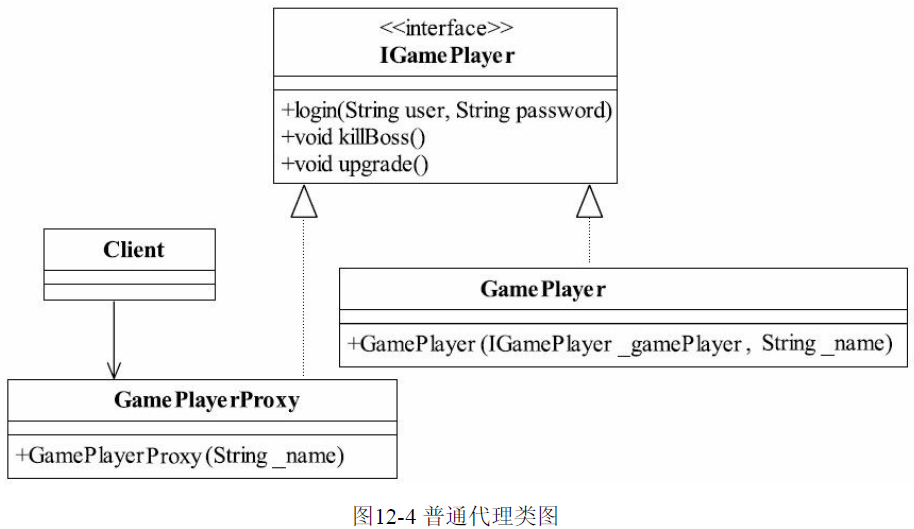 <<interface>>
IGamePlayer
+login(String user, String password)
+void killBoss()
+void upgrade()
Client
GamePlayer
+GamePlayer(IGamePlayer _gamePlayer, String _name)
GamePlayerProxy
+GamePlayerProxy(String _name)
图12-4 普通代理类图